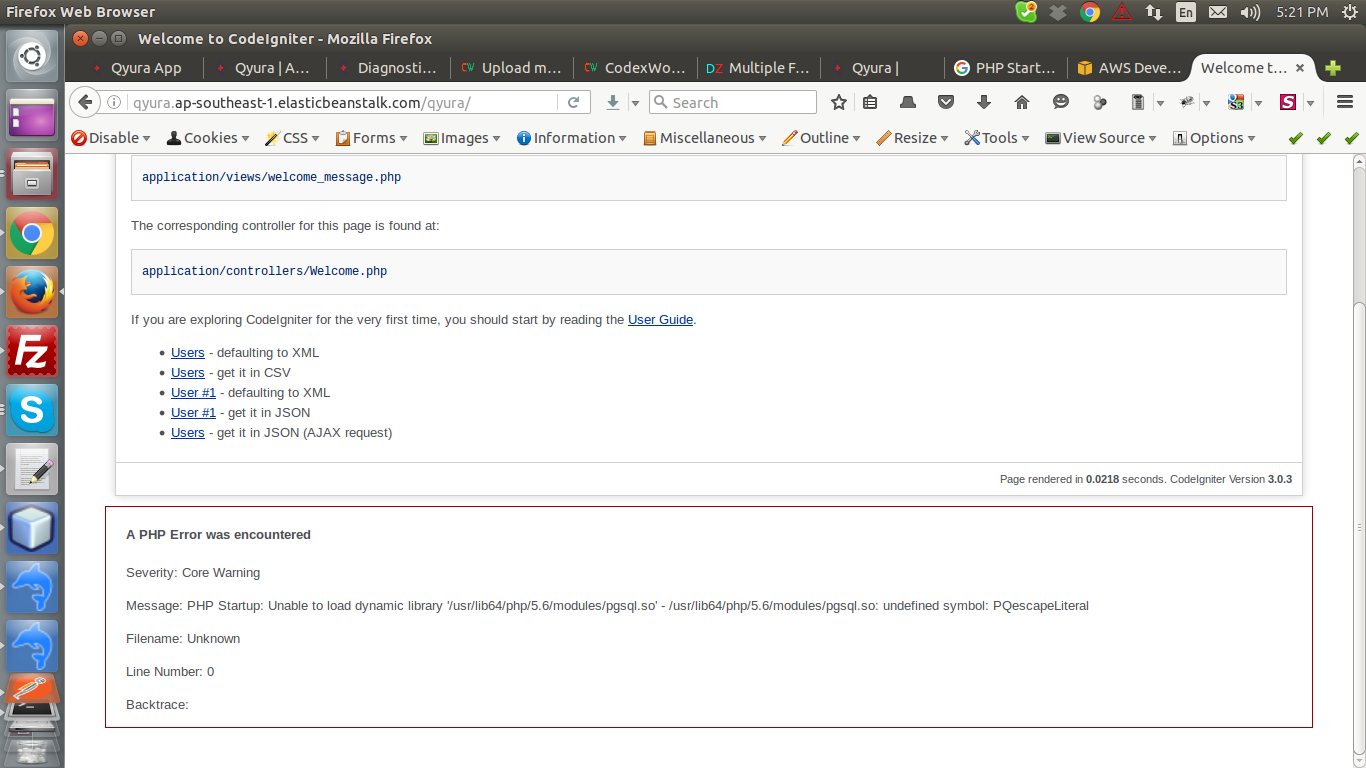 Firefox Web Browser
2
En
5:21 PM
Welcome to CodeIgniter - Mozilla Firefox
Qyura App
Qyura | A...
Diagnosti...
CW Upload m...
CW CodexWo...
DZ Multiple F...
Qyura |
G PHP Start...
AWS Deve...
Welcome t...
qyura.ap-southeast-1.elasticbeanstalk.com/qyura/
Search
S
Disable
Cookies
CSS
Forms
Images
Information
Miscellaneous
Outline
Resize
Tools
View Source
Options
application/views/welcome_message.php
The corresponding controller for this page is found at:
application/controllers/Welcome.php
If you are exploring CodeIgniter for the very first time, you should start by reading the User Guide.
Users - defaulting to XML
Users - get it in CSV
User #1 - defaulting to XML
User #1 - get it in JSON
Users - get it in JSON (AJAX request)
Page rendered in 0.0218 seconds. CodeIgniter Version 3.0.3
A PHP Error was encountered
Severity: Core Warning
Message: PHP Startup: Unable to load dynamic library '/usr/lib64/php/5.6/modules/pgsql.so' - /usr/lib64/php/5.6/modules/pgsql.so: undefined symbol: PQescapeLiteral
Filename: Unknown
Line Number: 0
Backtrace:
Fz
S